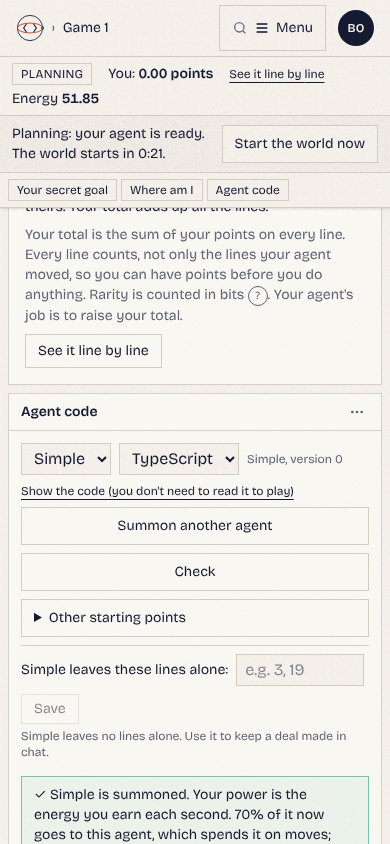 › Game 1
Menu
BO
PLANNING
You: 0.00 points
See it line by line
Energy 51.85
Planning: your agent is ready.
The world starts in 0:21.
Start the world now
Your secret goal
Where am I
Agent code
theirs. Your total adds up all the lines.
Your total is the sum of your points on every line.
Every line counts, not only the lines your agent
moved, so you can have points before you do
anything. Rarity is counted in bits ?. Your agent's
job is to raise your total.
See it line by line
Agent code
Simple
TypeScript
Simple, version 0
Show the code (you don't need to read it to play)
Summon another agent
Check
Other starting points
Simple leaves these lines alone:
e.g. 3, 19
Save
Simple leaves no lines alone. Use it to keep a deal made in
chat.
✓ Simple is summoned. Your power is the
energy you earn each second. 70% of it now
goes to this agent, which spends it on moves;